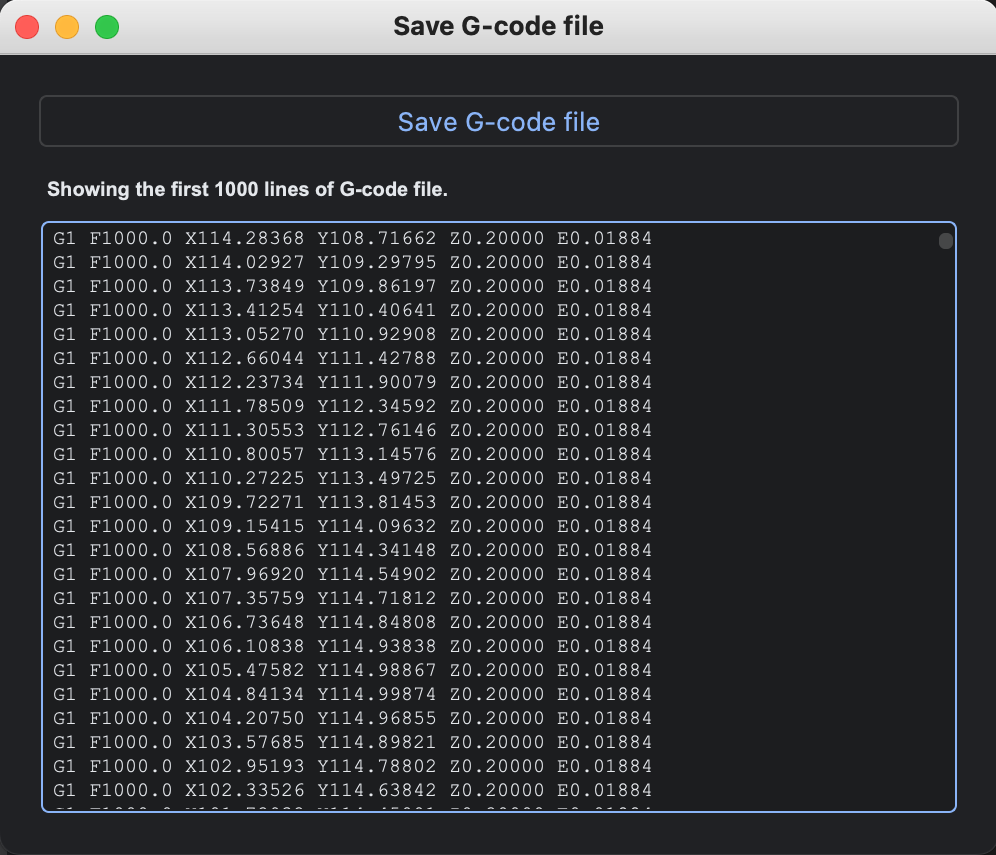 Save G-code file
Save G-code file
Showing the first 1000 lines of G-code file.
G1 F1000.0 X114.28368 Y108.71662 Z0.20000 E0.01884
G1 F1000.0 X114.02927 Y109.29795 Z0.20000 E0.01884
G1 F1000.0 X113.73849 Y109.86197 Z0.20000 E0.01884
G1 F1000.0 X113.41254 Y110.40641 Z0.20000 E0.01884
G1 F1000.0 X113.05270 Y110.92908 Z0.20000 E0.01884
G1 F1000.0 X112.66044 Y111.42788 Z0.20000 E0.01884
G1 F1000.0 X112.23734 Y111.90079 Z0.20000 E0.01884
G1 F1000.0 X111.78509 Y112.34592 Z0.20000 E0.01884
G1 F1000.0 X111.30553 Y112.76146 Z0.20000 E0.01884
G1 F1000.0 X110.80057 Y113.14576 Z0.20000 E0.01884
G1 F1000.0 X110.27225 Y113.49725 Z0.20000 E0.01884
G1 F1000.0 X109.72271 Y113.81453 Z0.20000 E0.01884
G1 F1000.0 X109.15415 Y114.09632 Z0.20000 E0.01884
G1 F1000.0 X108.56886 Y114.34148 Z0.20000 E0.01884
G1 F1000.0 X107.96920 Y114.54902 Z0.20000 E0.01884
G1 F1000.0 X107.35759 Y114.71812 Z0.20000 E0.01884
G1 F1000.0 X106.73648 Y114.84808 Z0.20000 E0.01884
G1 F1000.0 X106.10838 Y114.93838 Z0.20000 E0.01884
G1 F1000.0 X105.47582 Y114.98867 Z0.20000 E0.01884
G1 F1000.0 X104.84134 Y114.99874 Z0.20000 E0.01884
G1 F1000.0 X104.20750 Y114.96855 Z0.20000 E0.01884
G1 F1000.0 X103.57685 Y114.89821 Z0.20000 E0.01884
G1 F1000.0 X102.95193 Y114.78802 Z0.20000 E0.01884
G1 F1000.0 X102.33526 Y114.63842 Z0.20000 E0.01884